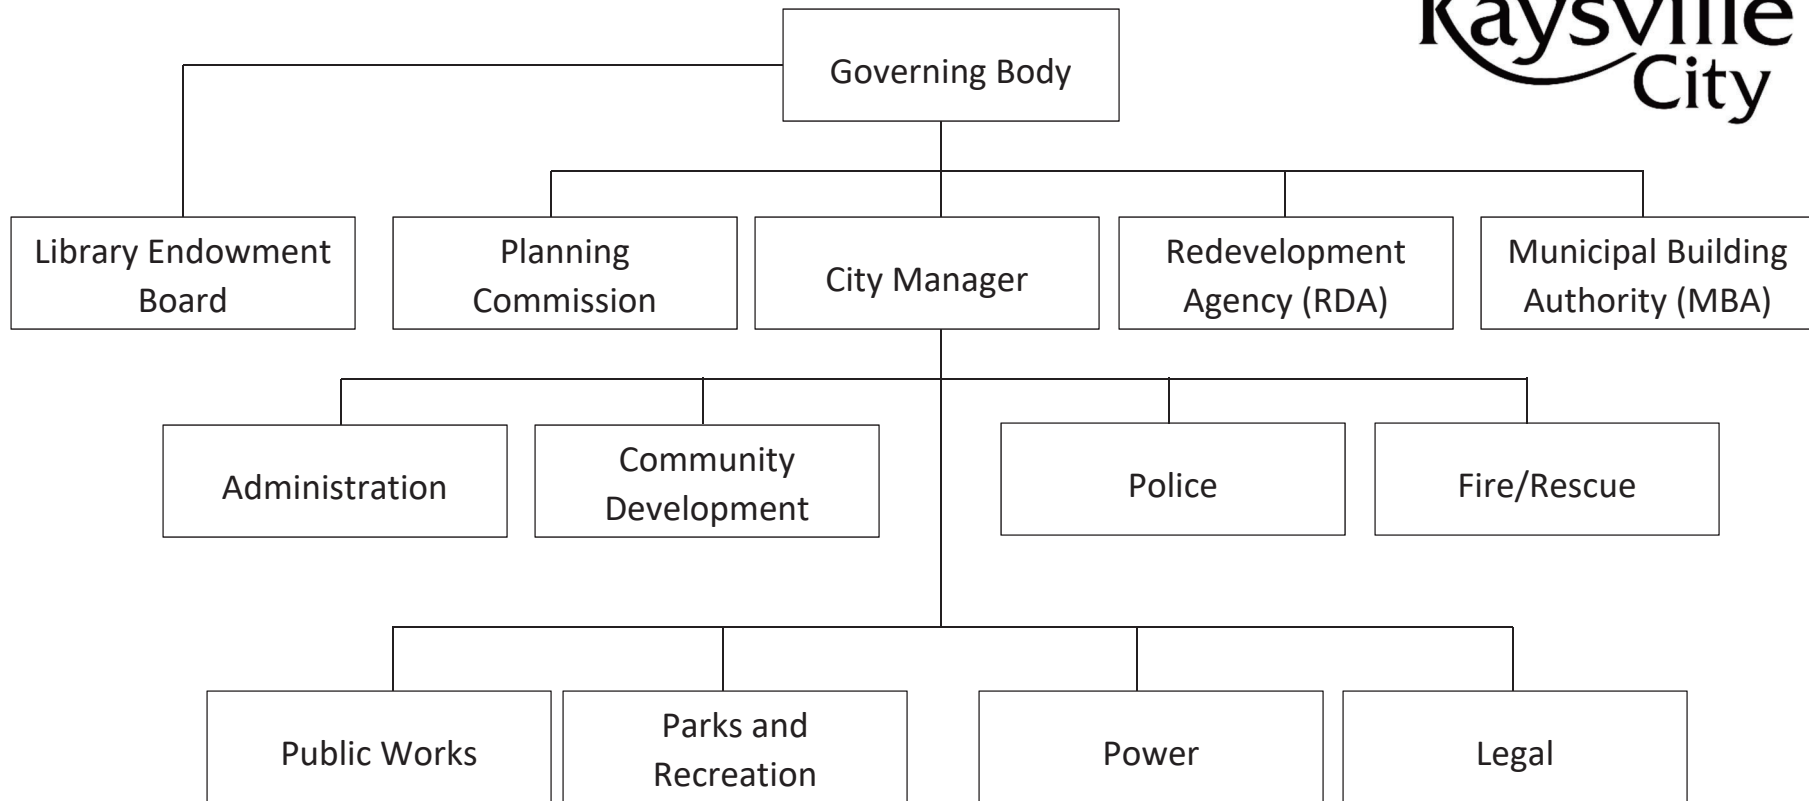 Kaysville
City
Governing Body
Library Endowment
Board
Planning
Commission
City Manager
Redevelopment
Agency (RDA)
Municipal Building
Authority (MBA)
Administration
Community
Development
Police
Fire/Rescue
Public Works
Parks and
Recreation
Power
Legal